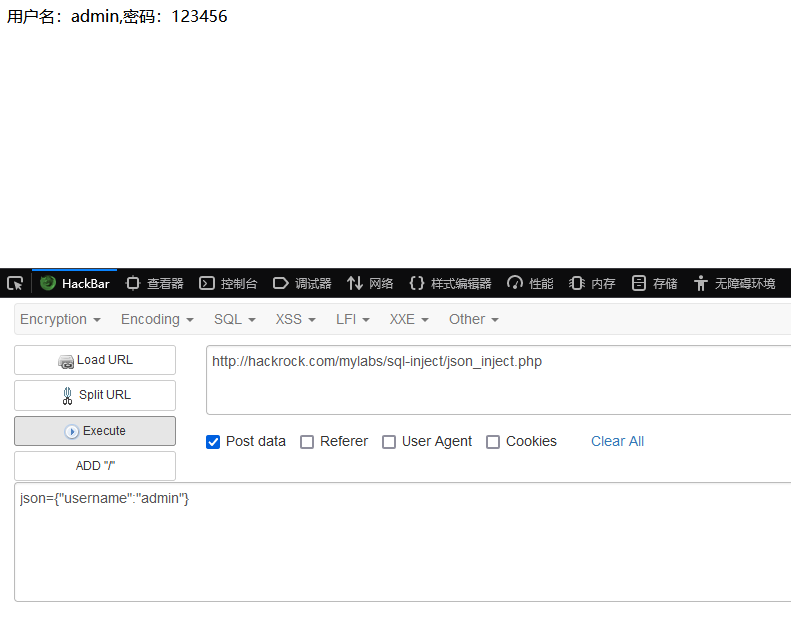 用户名：admin,密码：123456
HackBar 查看器 控制台 调试器 网络 样式编辑器 性能 内存 存储 无障碍环境
Encryption Encoding SQL XSS LFI XXE Other
Load URL
http://hackrock.com/mylabs/sql-inject/json_inject.php
Split URL
Execute
Post data Referer User Agent Cookies Clear All
ADD "/"
json={"username":"admin"}